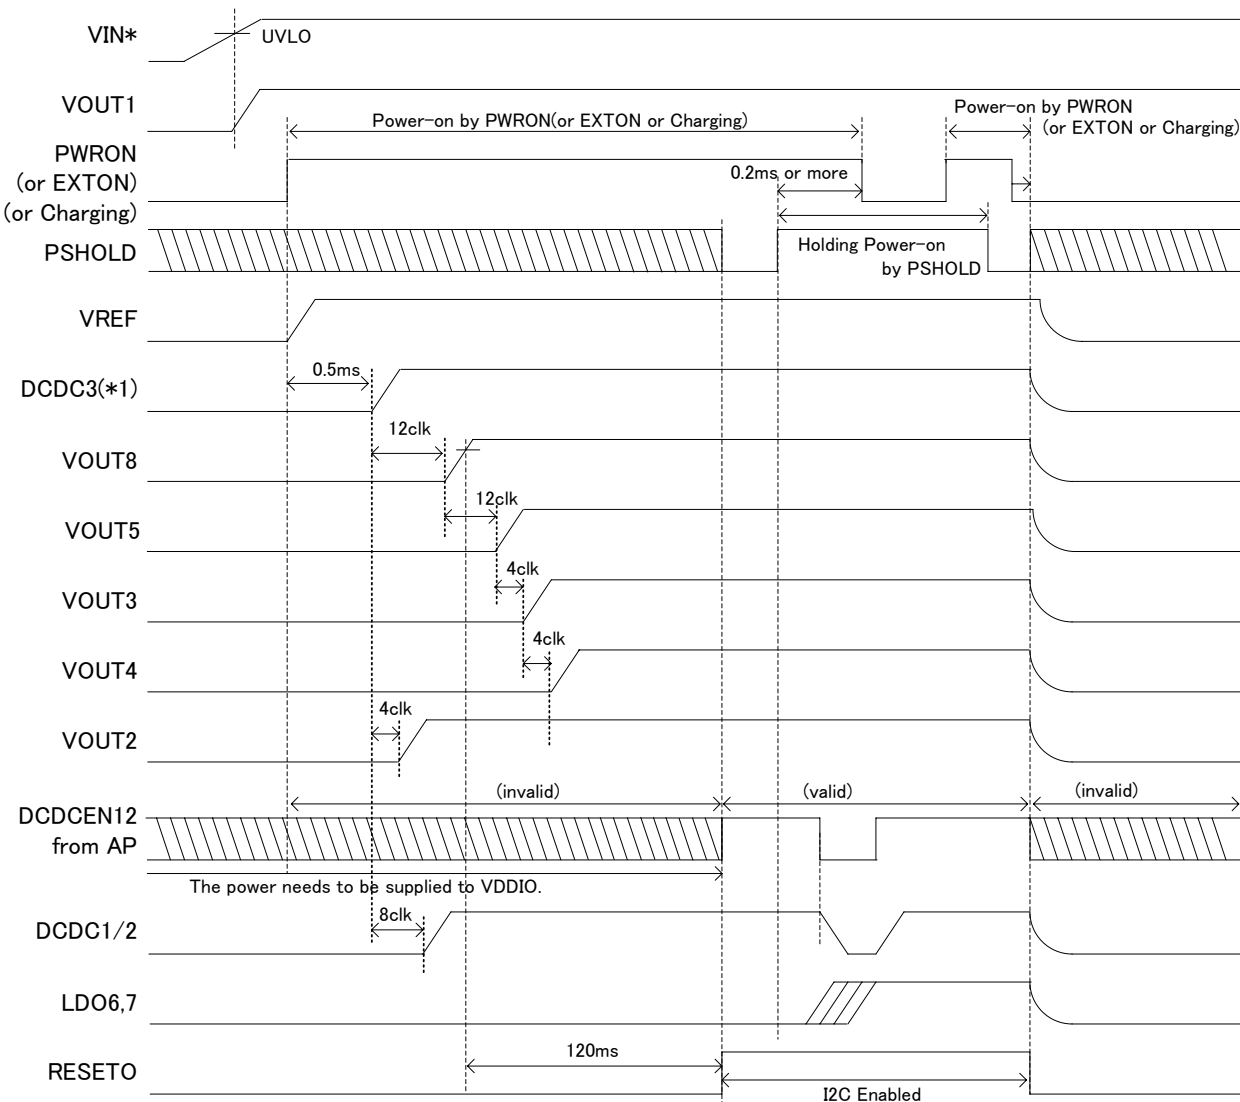 VIN*
UVLO
VOUT1
Power-on by PWRON(or EXTON or Charging)
Power-on by PWRON
(or EXTON or Charging)
PWRON
(or EXTON)
(or Charging)
0.2ms or more
PSHOLD
Holding Power-on
by PSHOLD
VREF
0.5ms
DCDC3(*1)
12clk
VOUT8
12clk
VOUT5
4clk
VOUT3
4clk
VOUT4
4clk
VOUT2
(invalid)
(valid)
(invalid)
DCDCEN12
from AP
The power needs to be supplied to VDDIO.
8clk
DCDC1/2
LDO6,7
120ms
RESETO
I2C Enabled